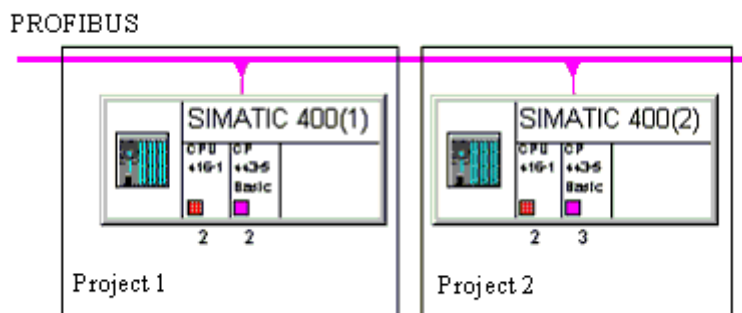 PROFIBUS
SIMATIC 400(1)
CPU 416-1
CP 443-5 Basic
2 2
Project 1
SIMATIC 400(2)
CPU 416-1
CP 443-5 Basic
2 3
Project 2